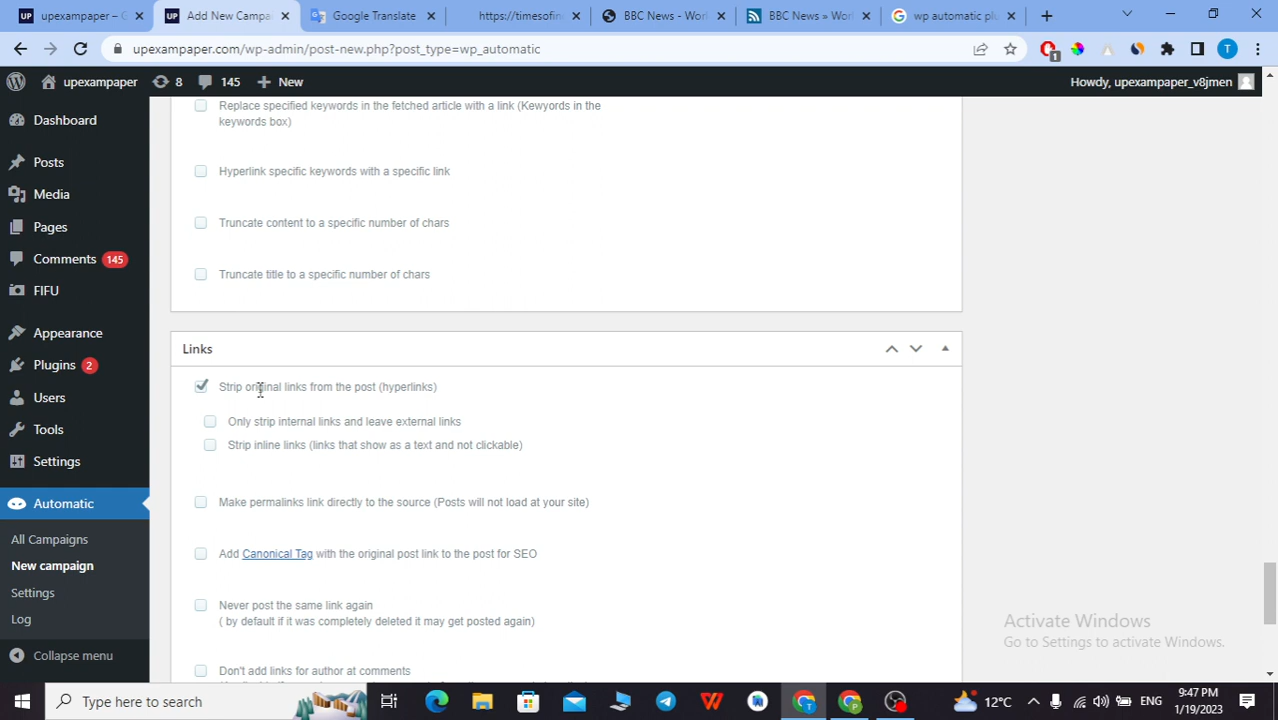 upexampaper – G
Add New Campa
Google Translate
https://timesofin
BBC News - Worl
BBC News » Worl
wp automatic plu
upexampaper.com/wp-admin/post-new.php?post_type=wp_automatic
1
T
upexampaper
8
145
New
Howdy, upexampaper_v8jmen
Dashboard
Posts
Media
Pages
Comments 145
FIFU
Appearance
Plugins 2
Users
Tools
Settings
Automatic
All Campaigns
New campaign
Settings
Log
Collapse menu
Replace specified keywords in the fetched article with a link (Kewyords in the
keywords box)
Hyperlink specific keywords with a specific link
Truncate content to a specific number of chars
Truncate title to a specific number of chars
Links
Strip original links from the post (hyperlinks)
Only strip internal links and leave external links
Strip inline links (links that show as a text and not clickable)
Make permalinks link directly to the source (Posts will not load at your site)
Add Canonical Tag with the original post link to the post for SEO
Never post the same link again
( by default if it was completely deleted it may get posted again)
Don't add links for author at comments
Activate Windows
Go to Settings to activate Windows.
Type here to search
12°C
ENG
9:47 PM
1/19/2023